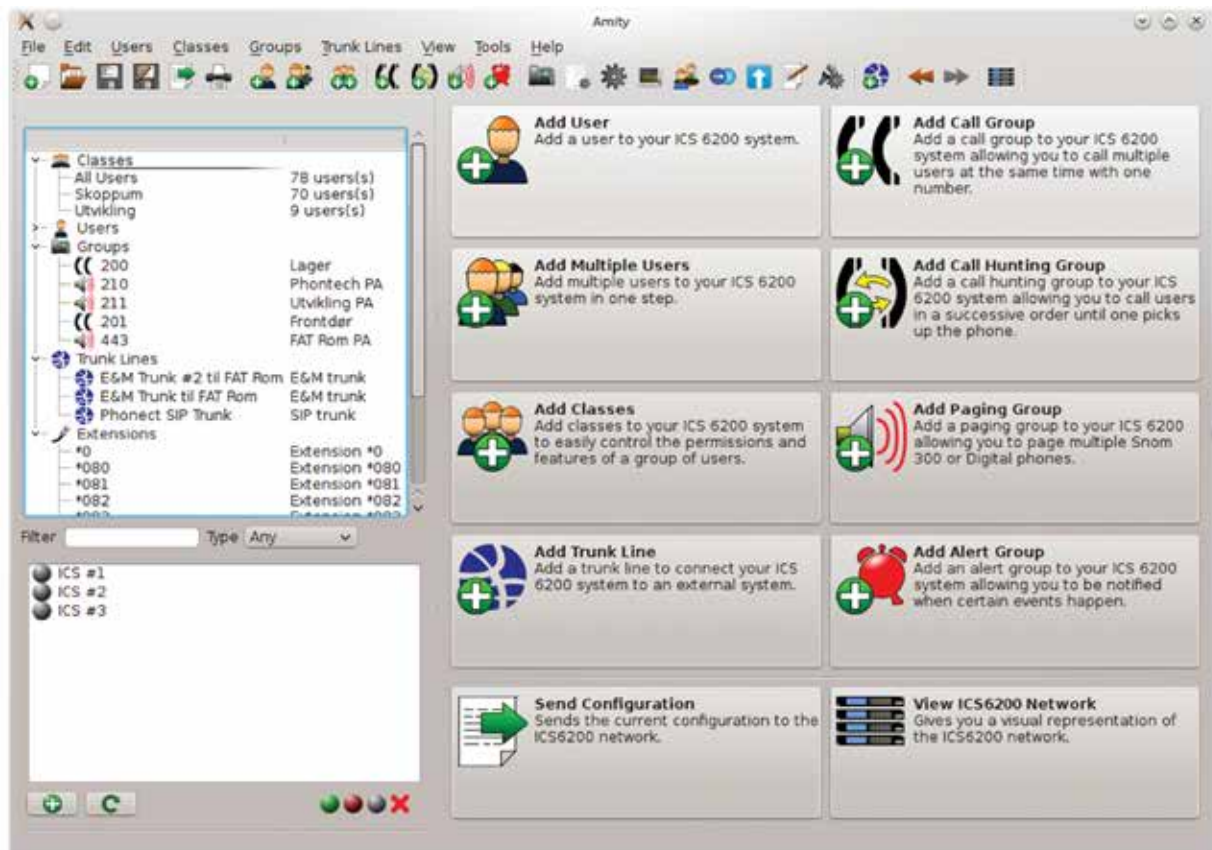 Amity
File Edit Users Classes Groups Trunk Lines View Tools Help
Classes
All Users 78 users(s)
Skoppum 70 users(s)
Utvikling 9 users(s)
Users
Groups
200 Lager
210 Phontech PA
211 Utvikling PA
201 Frontdør
443 FAT Rom PA
Trunk Lines
E&M Trunk #2 til FAT Rom E&M trunk
E&M Trunk til FAT Rom E&M trunk
Phonect SIP Trunk SIP trunk
Extensions
*0 Extension *0
*080 Extension *080
*081 Extension *081
*082 Extension *082
Filter Type Any
ICS #1
ICS #2
ICS #3
Add User
Add a user to your ICS 6200 system.
Add Call Group
Add a call group to your ICS 6200
system allowing you to call multiple
users at the same time with one
number.
Add Multiple Users
Add multiple users to your ICS 6200
system in one step.
Add Call Hunting Group
Add a call hunting group to your ICS
6200 system allowing you to call users
in a successive order until one picks
up the phone.
Add Classes
Add classes to your ICS 6200 system
to easily control the permissions and
features of a group of users.
Add Paging Group
Add a paging group to your ICS 6200
allowing you to page multiple Snom
300 or Digital phones.
Add Trunk Line
Add a trunk line to connect your ICS
6200 system to an external system.
Add Alert Group
Add an alert group to your ICS 6200
system allowing you to be notified
when certain events happen.
Send Configuration
Sends the current configuration to the
ICS6200 network.
View ICS6200 Network
Gives you a visual representation of
the ICS6200 network.